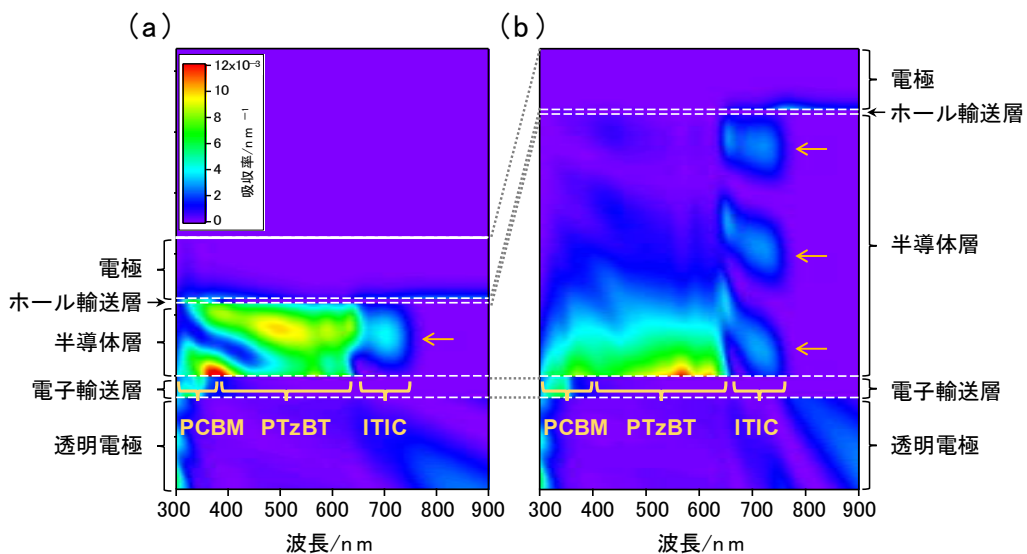 (a)
12x10⁻³
10
8
6
4
2
0
吸収率/nm⁻¹
電極
ホール輸送層
半導体層
電子輸送層
透明電極
PCBM PTzBT ITIC
300 400 500 600 700 800 900
波長/nm
(b)
電極
ホール輸送層
半導体層
電子輸送層
透明電極
PCBM PTzBT ITIC
300 400 500 600 700 800 900
波長/nm